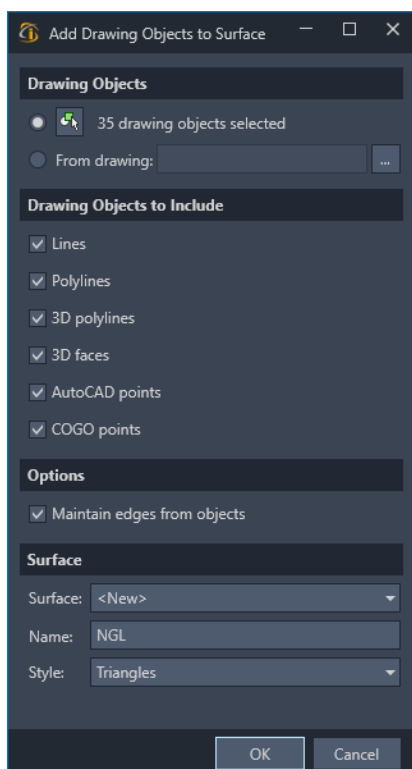 Add Drawing Objects to Surface
Drawing Objects
35 drawing objects selected
From drawing: ...
Drawing Objects to Include
Lines
Polylines
3D polylines
3D faces
AutoCAD points
COGO points
Options
Maintain edges from objects
Surface
Surface: <New>
Name: NGL
Style: Triangles
OK Cancel